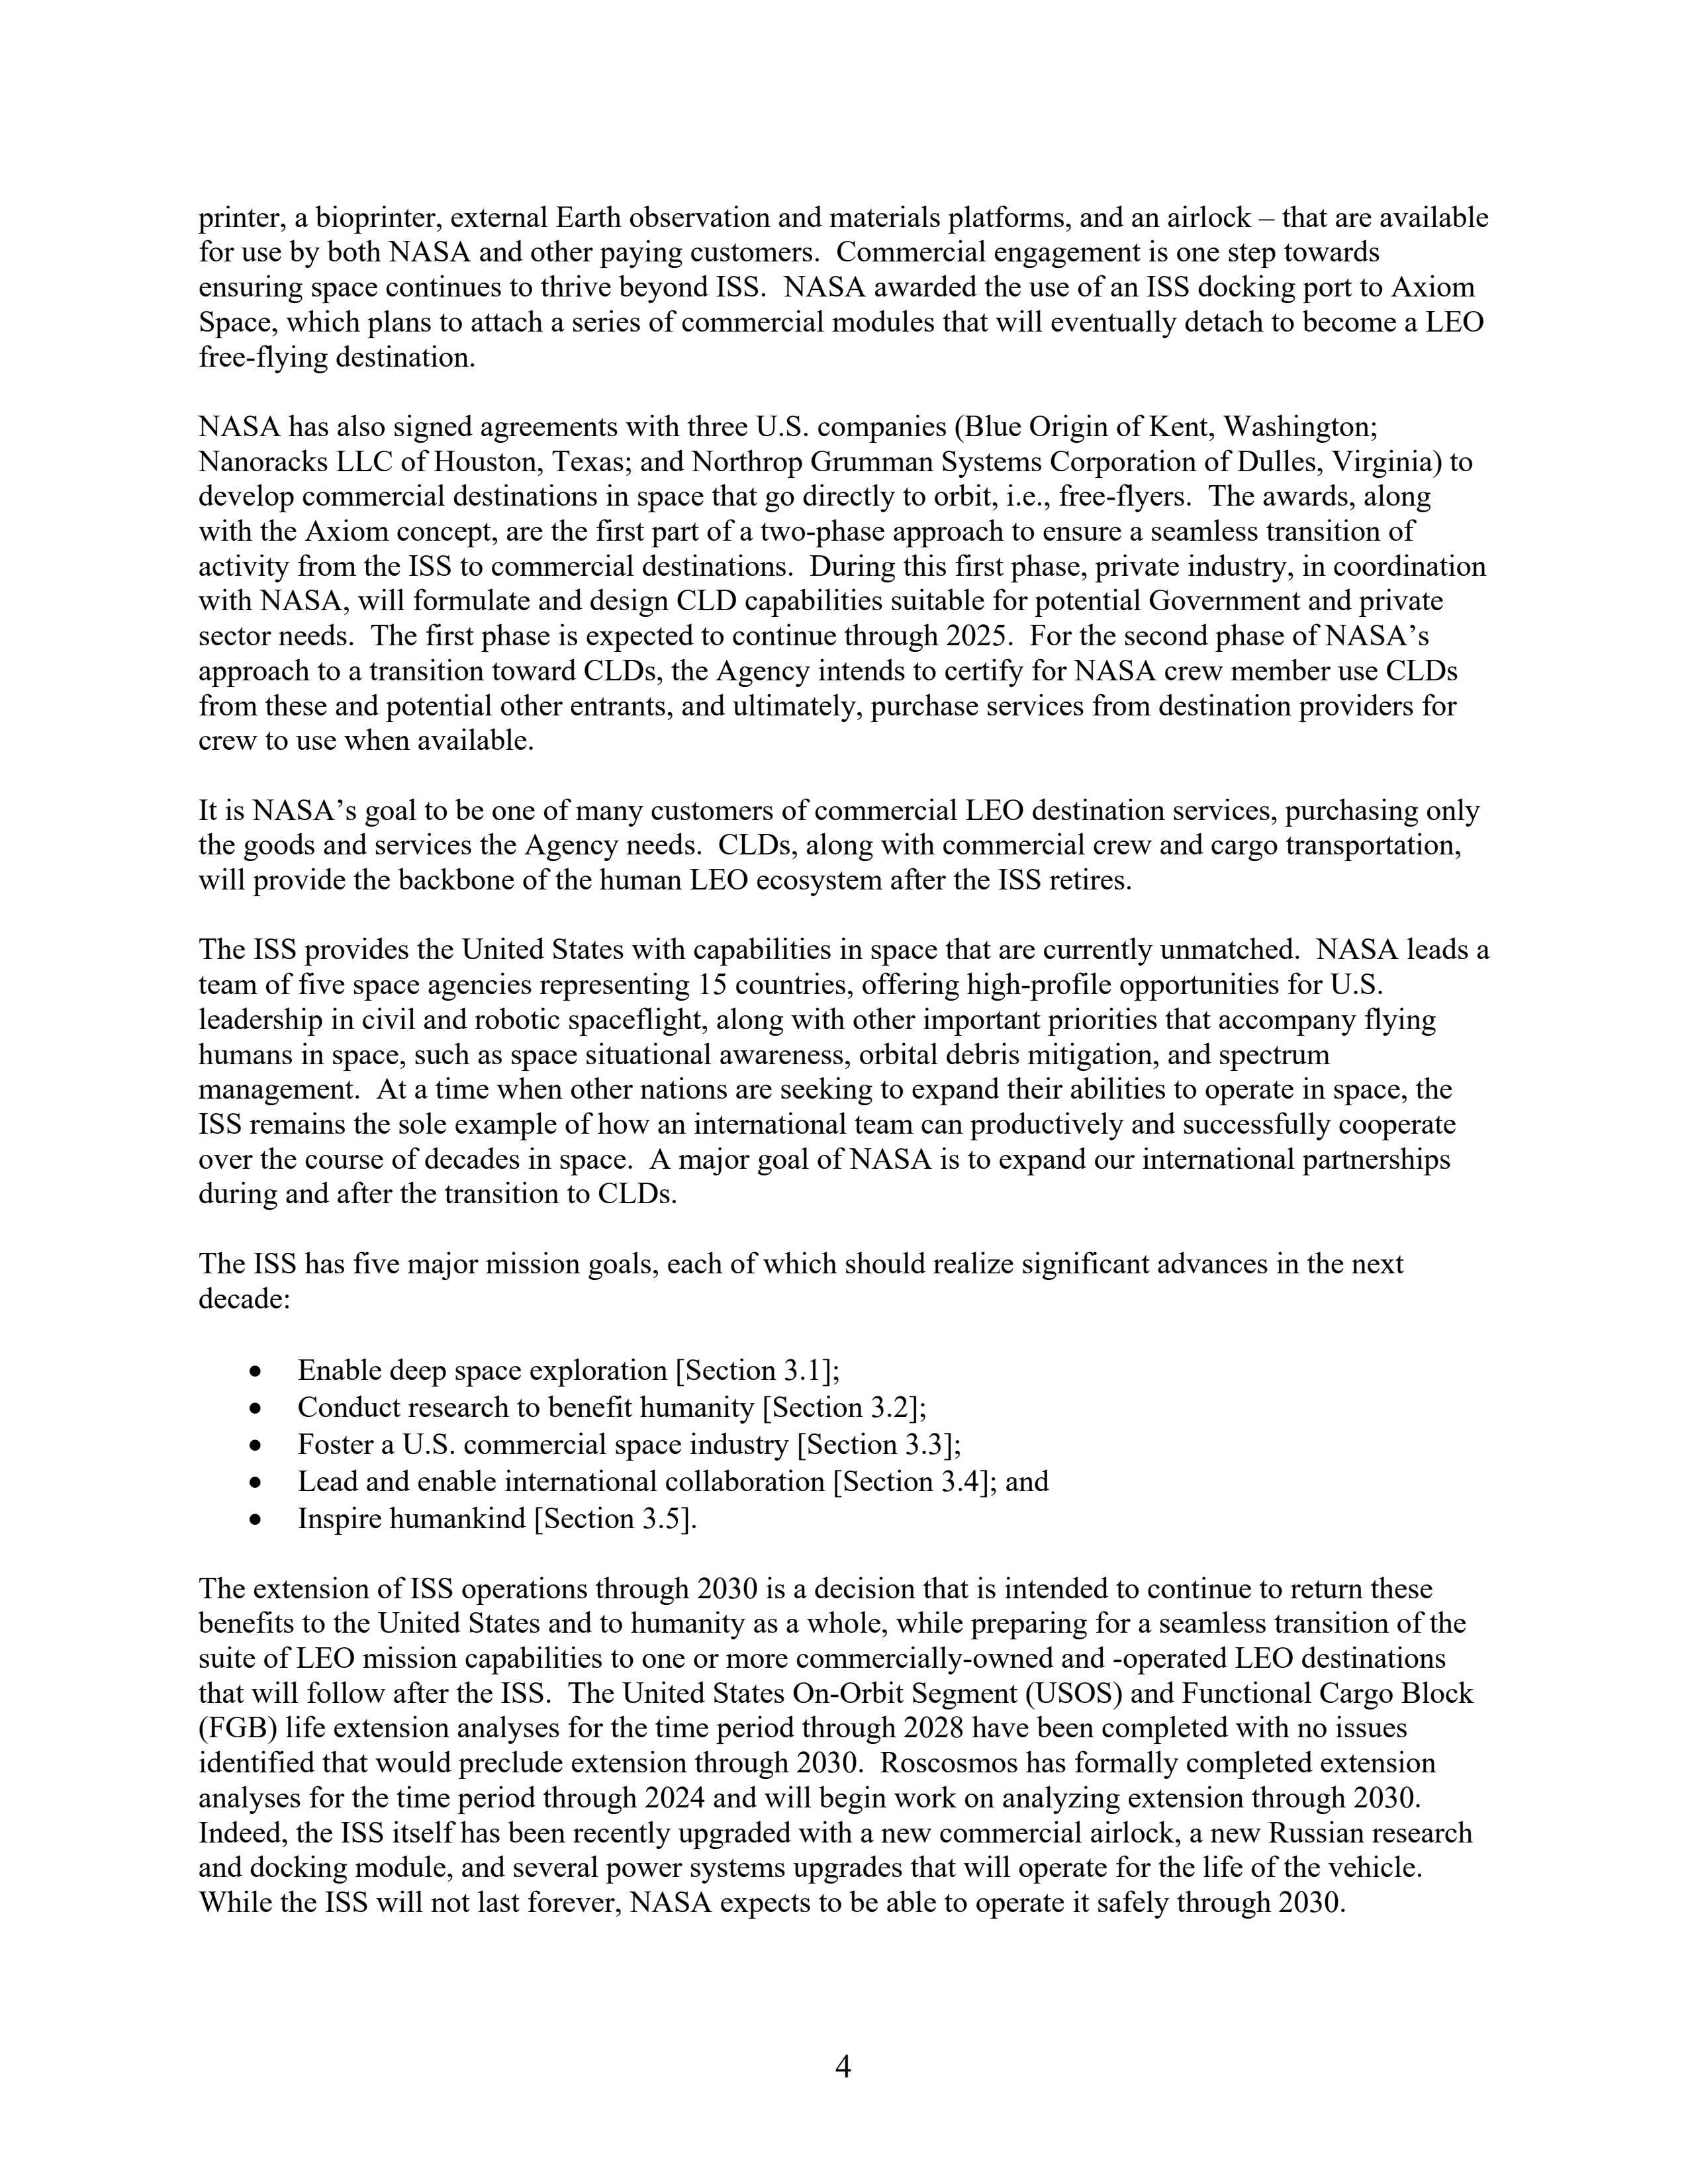 printer, a bioprinter, external Earth observation and materials platforms, and an airlock – that are available
for use by both NASA and other paying customers.  Commercial engagement is one step towards
ensuring space continues to thrive beyond ISS.  NASA awarded the use of an ISS docking port to Axiom
Space, which plans to attach a series of commercial modules that will eventually detach to become a LEO
free-flying destination.
NASA has also signed agreements with three U.S. companies (Blue Origin of Kent, Washington;
Nanoracks LLC of Houston, Texas; and Northrop Grumman Systems Corporation of Dulles, Virginia) to
develop commercial destinations in space that go directly to orbit, i.e., free-flyers.  The awards, along
with the Axiom concept, are the first part of a two-phase approach to ensure a seamless transition of
activity from the ISS to commercial destinations.  During this first phase, private industry, in coordination
with NASA, will formulate and design CLD capabilities suitable for potential Government and private
sector needs.  The first phase is expected to continue through 2025.  For the second phase of NASA’s
approach to a transition toward CLDs, the Agency intends to certify for NASA crew member use CLDs
from these and potential other entrants, and ultimately, purchase services from destination providers for
crew to use when available.
It is NASA’s goal to be one of many customers of commercial LEO destination services, purchasing only
the goods and services the Agency needs.  CLDs, along with commercial crew and cargo transportation,
will provide the backbone of the human LEO ecosystem after the ISS retires.
The ISS provides the United States with capabilities in space that are currently unmatched.  NASA leads a
team of five space agencies representing 15 countries, offering high-profile opportunities for U.S.
leadership in civil and robotic spaceflight, along with other important priorities that accompany flying
humans in space, such as space situational awareness, orbital debris mitigation, and spectrum
management.  At a time when other nations are seeking to expand their abilities to operate in space, the
ISS remains the sole example of how an international team can productively and successfully cooperate
over the course of decades in space.  A major goal of NASA is to expand our international partnerships
during and after the transition to CLDs.
The ISS has five major mission goals, each of which should realize significant advances in the next
decade:
• Enable deep space exploration [Section 3.1];
• Conduct research to benefit humanity [Section 3.2];
• Foster a U.S. commercial space industry [Section 3.3];
• Lead and enable international collaboration [Section 3.4]; and
• Inspire humankind [Section 3.5].
The extension of ISS operations through 2030 is a decision that is intended to continue to return these
benefits to the United States and to humanity as a whole, while preparing for a seamless transition of the
suite of LEO mission capabilities to one or more commercially-owned and -operated LEO destinations
that will follow after the ISS.  The United States On-Orbit Segment (USOS) and Functional Cargo Block
(FGB) life extension analyses for the time period through 2028 have been completed with no issues
identified that would preclude extension through 2030.  Roscosmos has formally completed extension
analyses for the time period through 2024 and will begin work on analyzing extension through 2030.
Indeed, the ISS itself has been recently upgraded with a new commercial airlock, a new Russian research
and docking module, and several power systems upgrades that will operate for the life of the vehicle.
While the ISS will not last forever, NASA expects to be able to operate it safely through 2030.
4